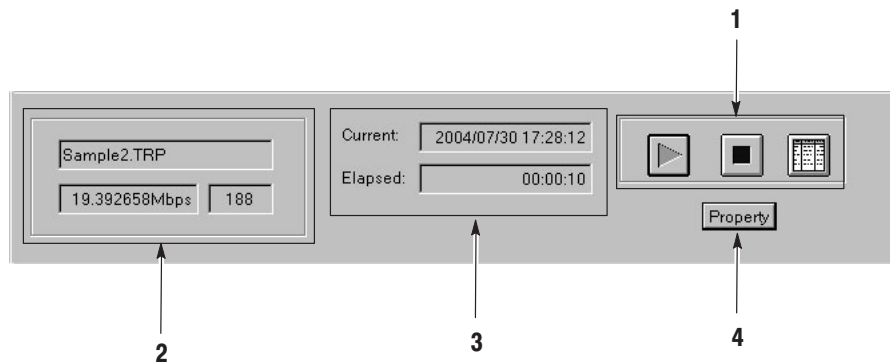 1
Sample2.TRP
19.392658Mbps 188
Current: 2004/07/30 17:28:12
Elapsed: 00:00:10
Property
2
3
4